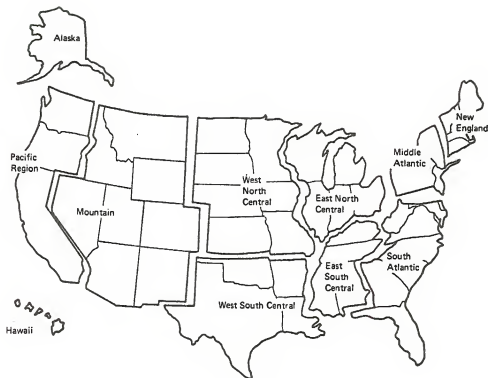 Alaska
New
England
Middle
Atlantic
Pacific
Region
West
North
Central
East North
Central
Mountain
South
Atlantic
East
South
Central
West South Central
Hawaii